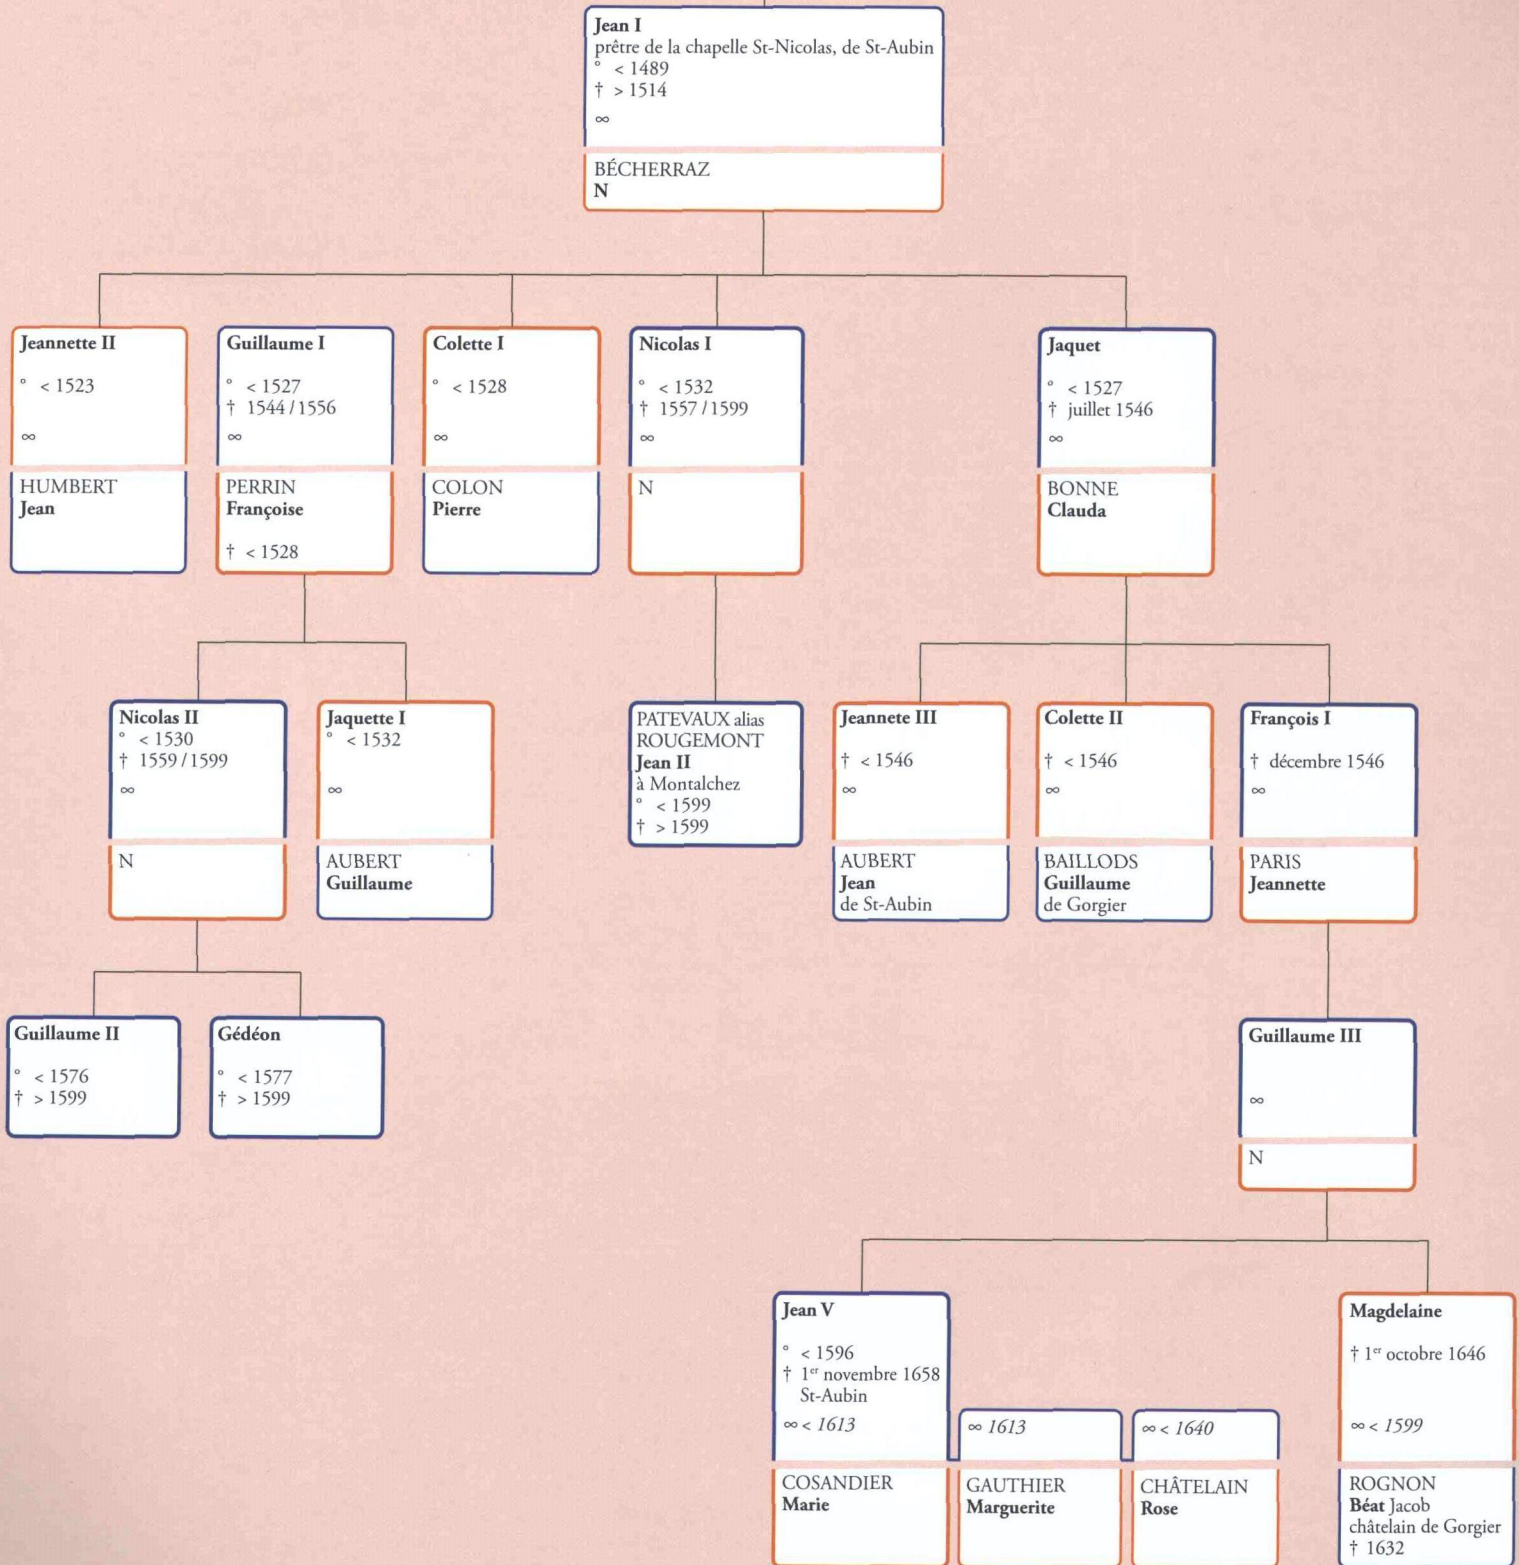 Jean I
prêtre de la chapelle St-Nicolas, de St-Aubin
° < 1489
† > 1514
∞
BÉCHERRAZ
N
Jeannette II
° < 1523
∞
HUMBERT
Jean
Guillaume I
° < 1527
† 1544 / 1556
∞
PERRIN
Françoise
† < 1528
Colette I
° < 1528
∞
COLON
Pierre
Nicolas I
° < 1532
† 1557 / 1599
∞
N
Jaquet
° < 1527
† juillet 1546
∞
BONNE
Clauda
Nicolas II
° < 1530
† 1559 / 1599
∞
N
Jaquette I
° < 1532
∞
AUBERT
Guillaume
PATEVAUX alias
ROUGEMONT
Jean II
à Montalchez
° < 1599
† > 1599
Jeannete III
† < 1546
∞
AUBERT
Jean
de St-Aubin
Colette II
† < 1546
∞
BAILLODS
Guillaume
de Gorgier
François I
† décembre 1546
∞
PARIS
Jeannette
Guillaume II
° < 1576
† > 1599
Gédéon
° < 1577
† > 1599
Guillaume III
∞
N
Jean V
° < 1596
† 1er novembre 1658
St-Aubin
∞ < 1613
COSANDIER
Marie
∞ 1613
GAUTHIER
Marguerite
∞ < 1640
CHÂTELAIN
Rose
Magdelaine
† 1er octobre 1646
∞ < 1599
ROGNON
Béat Jacob
châtelain de Gorgier
† 1632